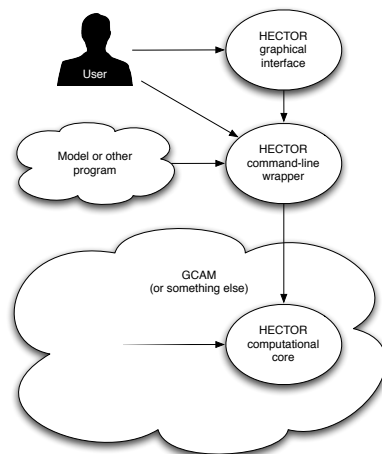 HECTOR
graphical
interface
User
Model or other
program
HECTOR
command-line
wrapper
GCAM
(or something else)
HECTOR
computational
core